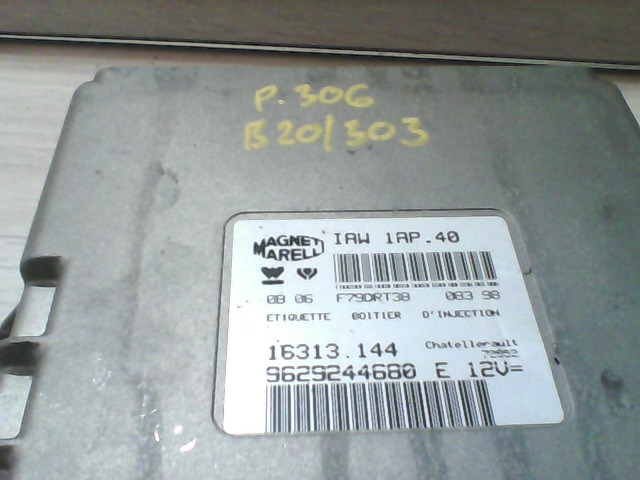 P.306
B20/303
MAGNETI
MARELLI
IAW 1AP.40
08 06 F79DRT38 083 98
ETIQUETTE BOITIER D'INJECTION
16313.144 Chatellerault
9629244680 E 12V=